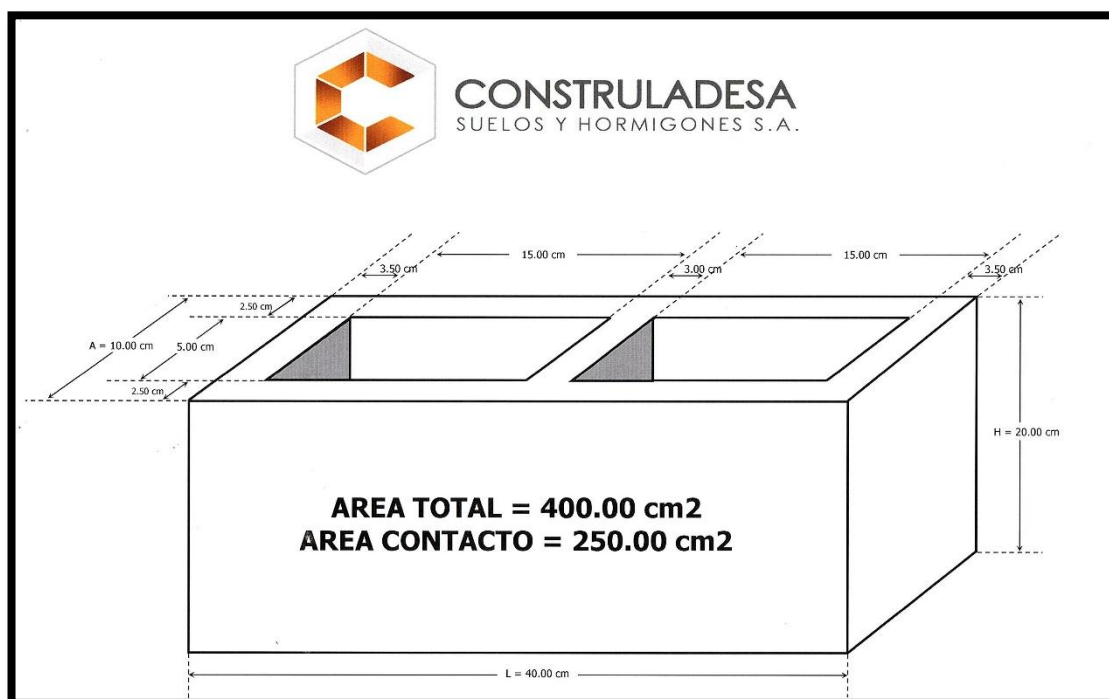 CONSTRULADESA
SUELOS Y HORMIGONES S.A.
15.00 cm
15.00 cm
3.50 cm
3.00 cm
3.50 cm
2.50 cm
A = 10.00 cm
5.00 cm
2.50 cm
H = 20.00 cm
AREA TOTAL = 400.00 cm2
AREA CONTACTO = 250.00 cm2
L = 40.00 cm